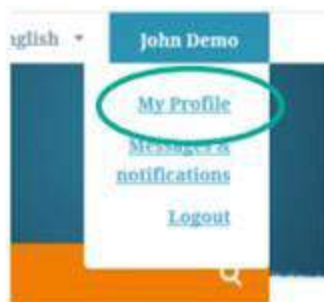 nglish
John Demo
My Profile
Messages &
notifications
Logout